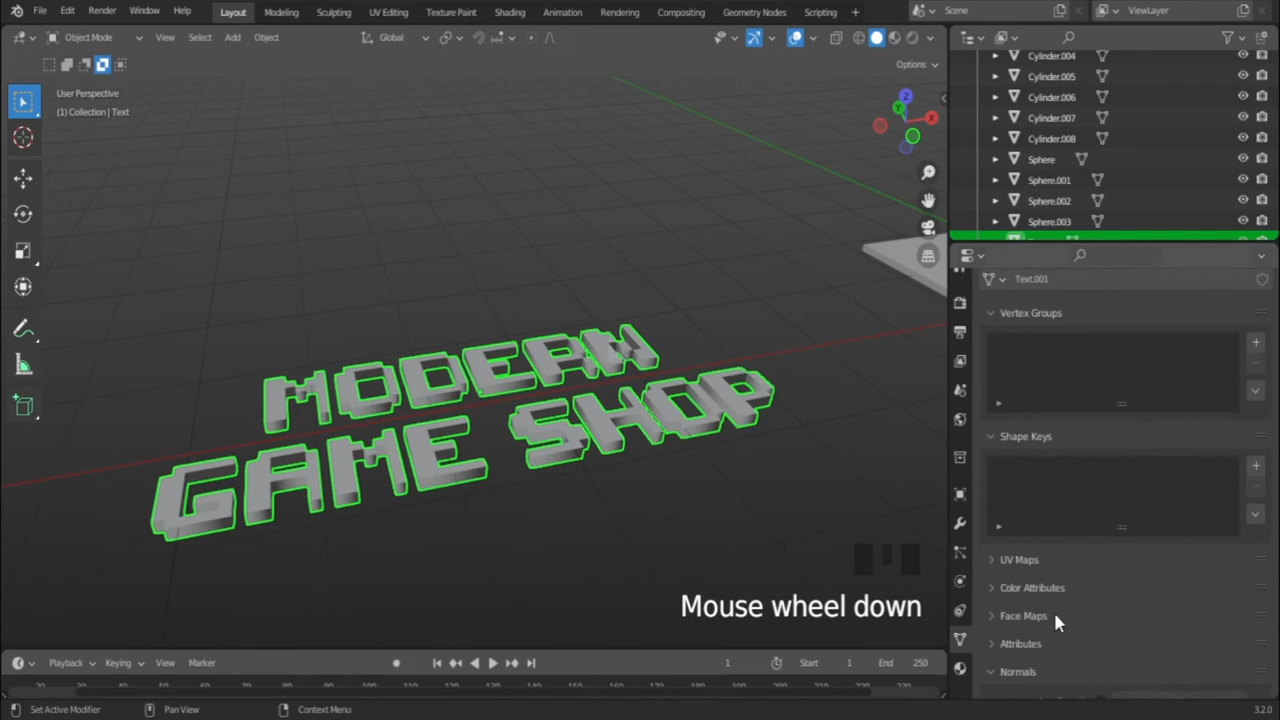 File Edit Render Window Help Layout Modeling Sculpting UV Editing Texture Paint Shading Animation Rendering Compositing Geometry Nodes Scripting + Scene ViewLayer
Object Mode View Select Add Object Global
Options
User Perspective
(1) Collection | Text
Z
Y
X
MODERN
GAME SHOP
Mouse wheel down
Cylinder.004
Cylinder.005
Cylinder.006
Cylinder.007
Cylinder.008
Sphere
Sphere.001
Sphere.002
Sphere.003
Text.001
Vertex Groups
Shape Keys
UV Maps
Color Attributes
Face Maps
Attributes
Normals
Playback Keying View Marker 1 Start 1 End 250
Set Active Modifier Pan View Context Menu 3.2.0